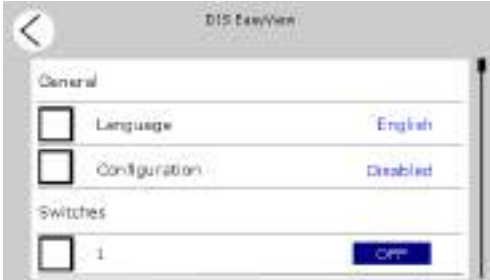 DIS EasyView
General
Language English
Configuration Disabled
Switches
1 OFF